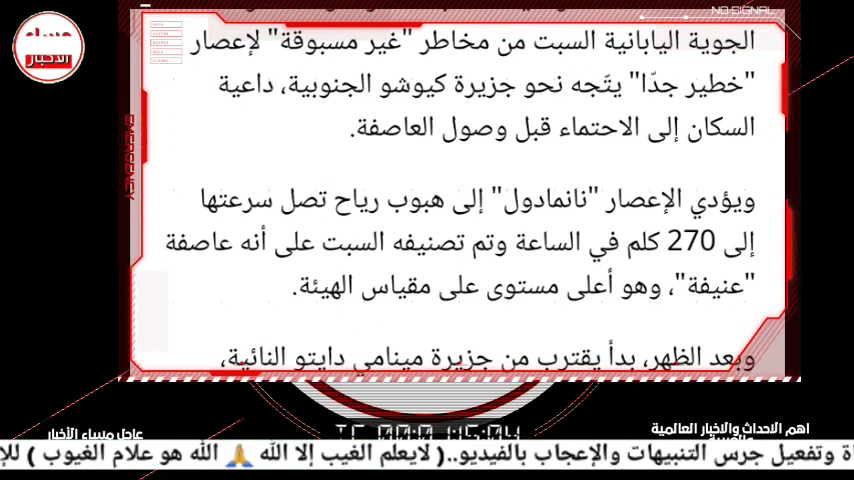 NO SIGNAL
مساء
الأخبار
EMERGENCY
الجوية اليابانية السبت من مخاطر "غير مسبوقة" لإعصار
"خطير جدّا" يتّجه نحو جزيرة كيوشو الجنوبية، داعية
السكان إلى الاحتماء قبل وصول العاصفة.
ويؤدي الإعصار "نانمادول" إلى هبوب رياح تصل سرعتها
إلى 270 كلم في الساعة وتم تصنيفه السبت على أنه عاصفة
"عنيفة"، وهو أعلى مستوى على مقياس الهيئة.
وبعد الظهر، بدأ يقترب من جزيرة مينامي دايتو النائية،
اهم الاحداث والاخبار العالمية
والعربية
عاجل مساء الأخبار
وتفعيل جرس التنبيهات والإعجاب بالفيديو..( لايعلم الغيب إلا الله 🙏 الله هو علام الغيوب )